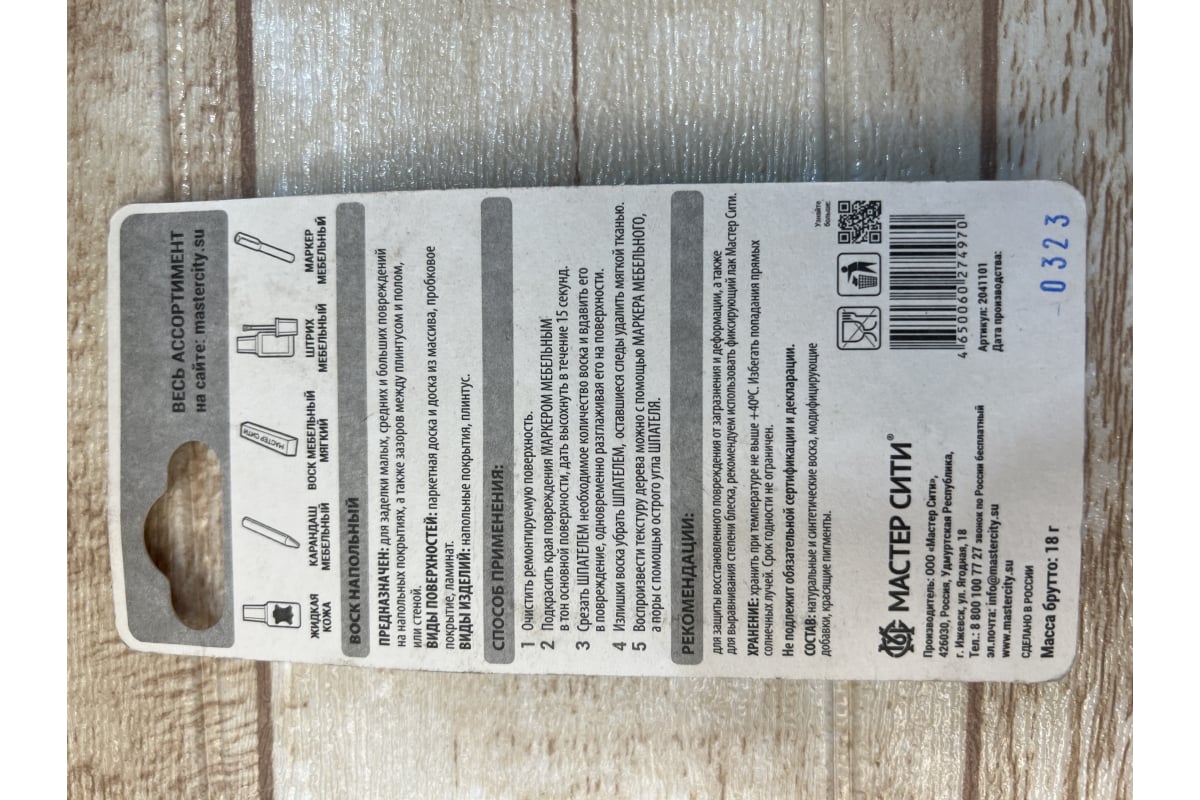 ВЕСЬ АССОРТИМЕНТ
на сайте: mastercity.su
ЖИДКАЯ
КОЖА
КАРАНДАШ
МЕБЕЛЬНЫЙ
ВОСК МЕБЕЛЬНЫЙ
МЯГКИЙ
МАСТЕР СИТИ
ШТРИХ
МЕБЕЛЬНЫЙ
МАРКЕР
МЕБЕЛЬНЫЙ
ВОСК НАПОЛЬНЫЙ
ПРЕДНАЗНАЧЕН: для заделки малых, средних и больших повреждений
на напольных покрытиях, а также зазоров между плинтусом и полом,
или стеной.
ВИДЫ ПОВЕРХНОСТЕЙ: паркетная доска и доска из массива, пробковое
покрытие, ламинат.
ВИДЫ ИЗДЕЛИЙ: напольные покрытия, плинтус.
СПОСОБ ПРИМЕНЕНИЯ:
1 Очистить ремонтируемую поверхность.
2 Подкрасить края повреждения МАРКЕРОМ МЕБЕЛЬНЫМ
в тон основной поверхности, дать высохнуть в течение 15 секунд.
3 Срезать ШПАТЕЛЕМ необходимое количество воска и вдавить его
в повреждение, одновременно разглаживая его на поверхности.
4 Излишки воска убрать ШПАТЕЛЕМ, оставшиеся следы удалить мягкой тканью.
5 Воспроизвести текстуру дерева можно с помощью МАРКЕРА МЕБЕЛЬНОГО,
а поры с помощью острого угла ШПАТЕЛЯ.
РЕКОМЕНДАЦИИ:
для защиты восстановленного повреждения от загрязнения и деформации, а также
для выравнивания степени блеска, рекомендуем использовать фиксирующий лак Мастер Сити.
ХРАНЕНИЕ: хранить при температуре не выше +40°С. Избегать попадания прямых
солнечных лучей. Срок годности не ограничен.
Не подлежит обязательной сертификации и декларации.
СОСТАВ: натуральные и синтетические воска, модифицирующие
добавки, красящие пигменты.
Узнайте
больше:
МАСТЕР СИТИ®
Производитель: ООО «Мастер Сити»,
426030, Россия, Удмуртская Республика,
г. Ижевск, ул. Ягодная, 18
Тел.: 8 800 100 77 27 звонок по России бесплатный
эл.почта: info@mastercity.su
www.mastercity.su
СДЕЛАНО В РОССИИ
Масса брутто: 18 г
4 650060 274970
Артикул: 2041101
Дата производства:
0323